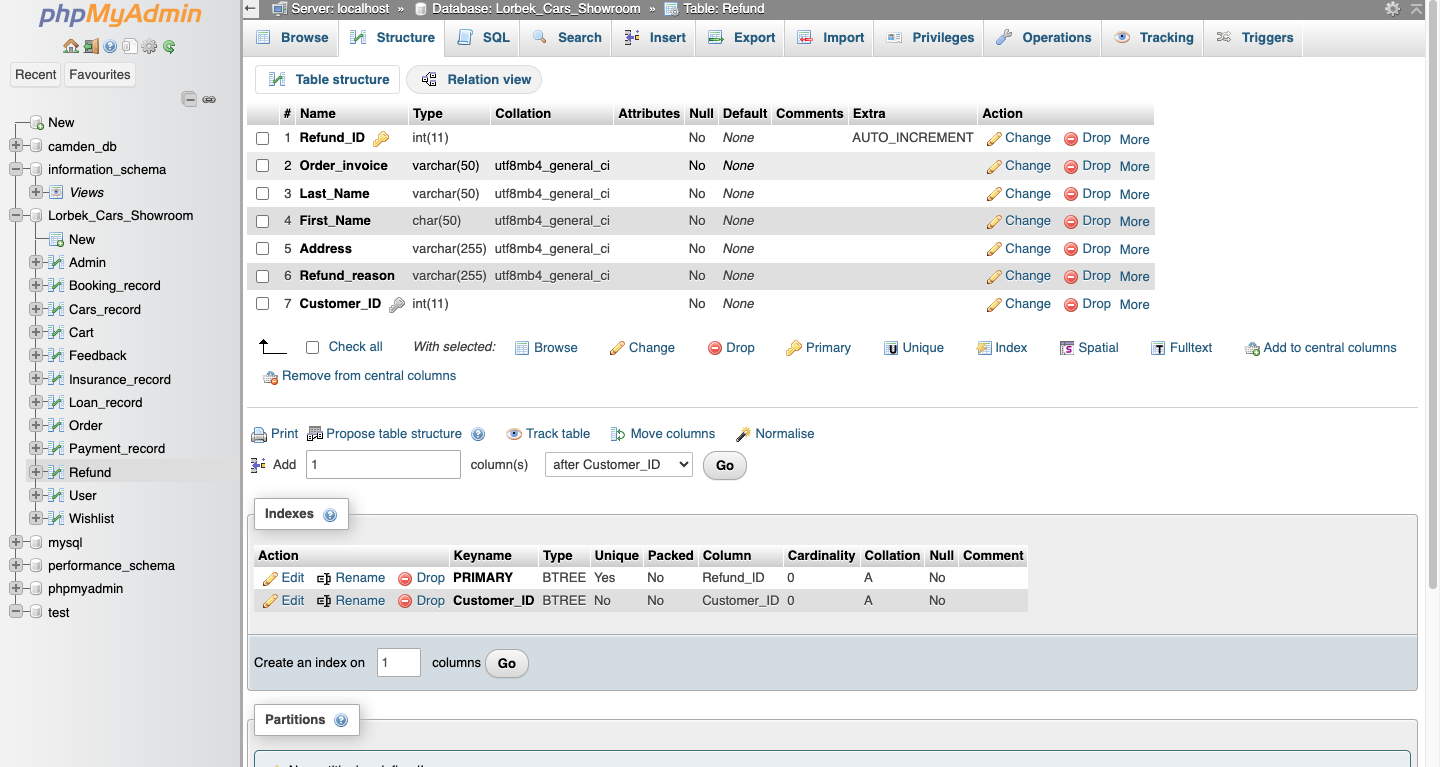 phpMyAdmin
Recent Favourites
New
camden_db
information_schema
Views
Lorbek_Cars_Showroom
New
Admin
Booking_record
Cars_record
Cart
Feedback
Insurance_record
Loan_record
Order
Payment_record
Refund
User
Wishlist
mysql
performance_schema
phpmyadmin
test
Server: localhost » Database: Lorbek_Cars_Showroom » Table: Refund
Browse Structure SQL Search Insert Export Import Privileges Operations Tracking Triggers
Table structure Relation view
# Name Type Collation Attributes Null Default Comments Extra Action
1 Refund_ID int(11) No None AUTO_INCREMENT Change Drop More
2 Order_invoice varchar(50) utf8mb4_general_ci No None Change Drop More
3 Last_Name varchar(50) utf8mb4_general_ci No None Change Drop More
4 First_Name char(50) utf8mb4_general_ci No None Change Drop More
5 Address varchar(255) utf8mb4_general_ci No None Change Drop More
6 Refund_reason varchar(255) utf8mb4_general_ci No None Change Drop More
7 Customer_ID int(11) No None Change Drop More
Check all With selected: Browse Change Drop Primary Unique Index Spatial Fulltext Add to central columns
Remove from central columns
Print Propose table structure Track table Move columns Normalise
Add 1 column(s) after Customer_ID Go
Indexes
Action Keyname Type Unique Packed Column Cardinality Collation Null Comment
Edit Rename Drop PRIMARY BTREE Yes No Refund_ID 0 A No
Edit Rename Drop Customer_ID BTREE No No Customer_ID 0 A No
Create an index on 1 columns Go
Partitions